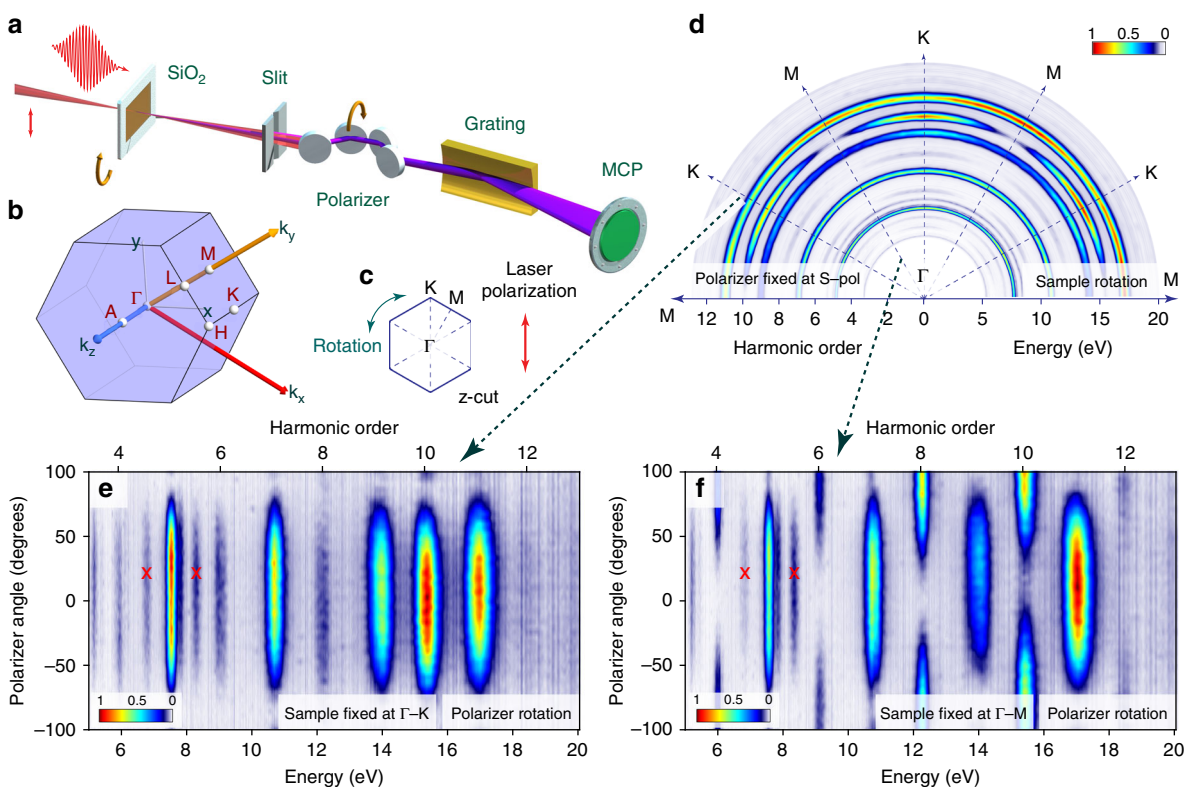 a
SiO2
Slit
Polarizer
Grating
MCP
b
ky
y
M
L
Γ
K
A
x
H
kz
kx
c
K
M
Rotation
Γ
z-cut
Laser
polarization
d
1 0.5 0
K
M M
K K
Γ
Polarizer fixed at S–pol Sample rotation
M M
12 10 8 6 4 2 0 5 10 15 20
Harmonic order Energy (eV)
Harmonic order
4 6 8 10 12
e
Polarizer angle (degrees)
100
50
0
−50
−100
X X
1 0.5 0
Sample fixed at Γ–K Polarizer rotation
6 8 10 12 14 16 18 20
Energy (eV)
Harmonic order
4 6 8 10 12
f
Polarizer angle (degrees)
100
50
0
−50
−100
X X
1 0.5 0
Sample fixed at Γ–M Polarizer rotation
6 8 10 12 14 16 18 20
Energy (eV)